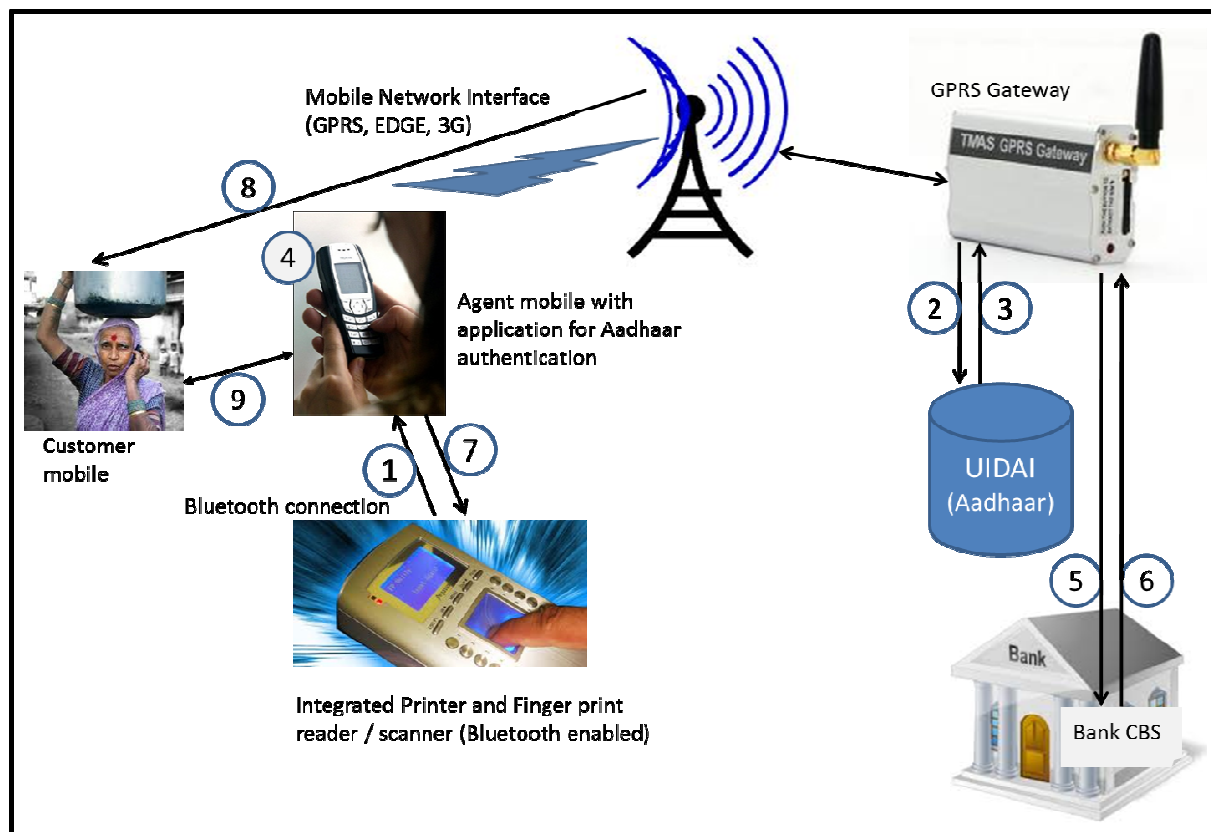 Mobile Network Interface
(GPRS, EDGE, 3G)
GPRS Gateway
TMAS GPRS Gateway
8
4
Agent mobile with
application for Aadhaar
authentication
2
3
9
Customer
mobile
1
7
Bluetooth connection
UIDAI
(Aadhaar)
5
6
Integrated Printer and Finger print
reader / scanner (Bluetooth enabled)
Bank
Bank CBS